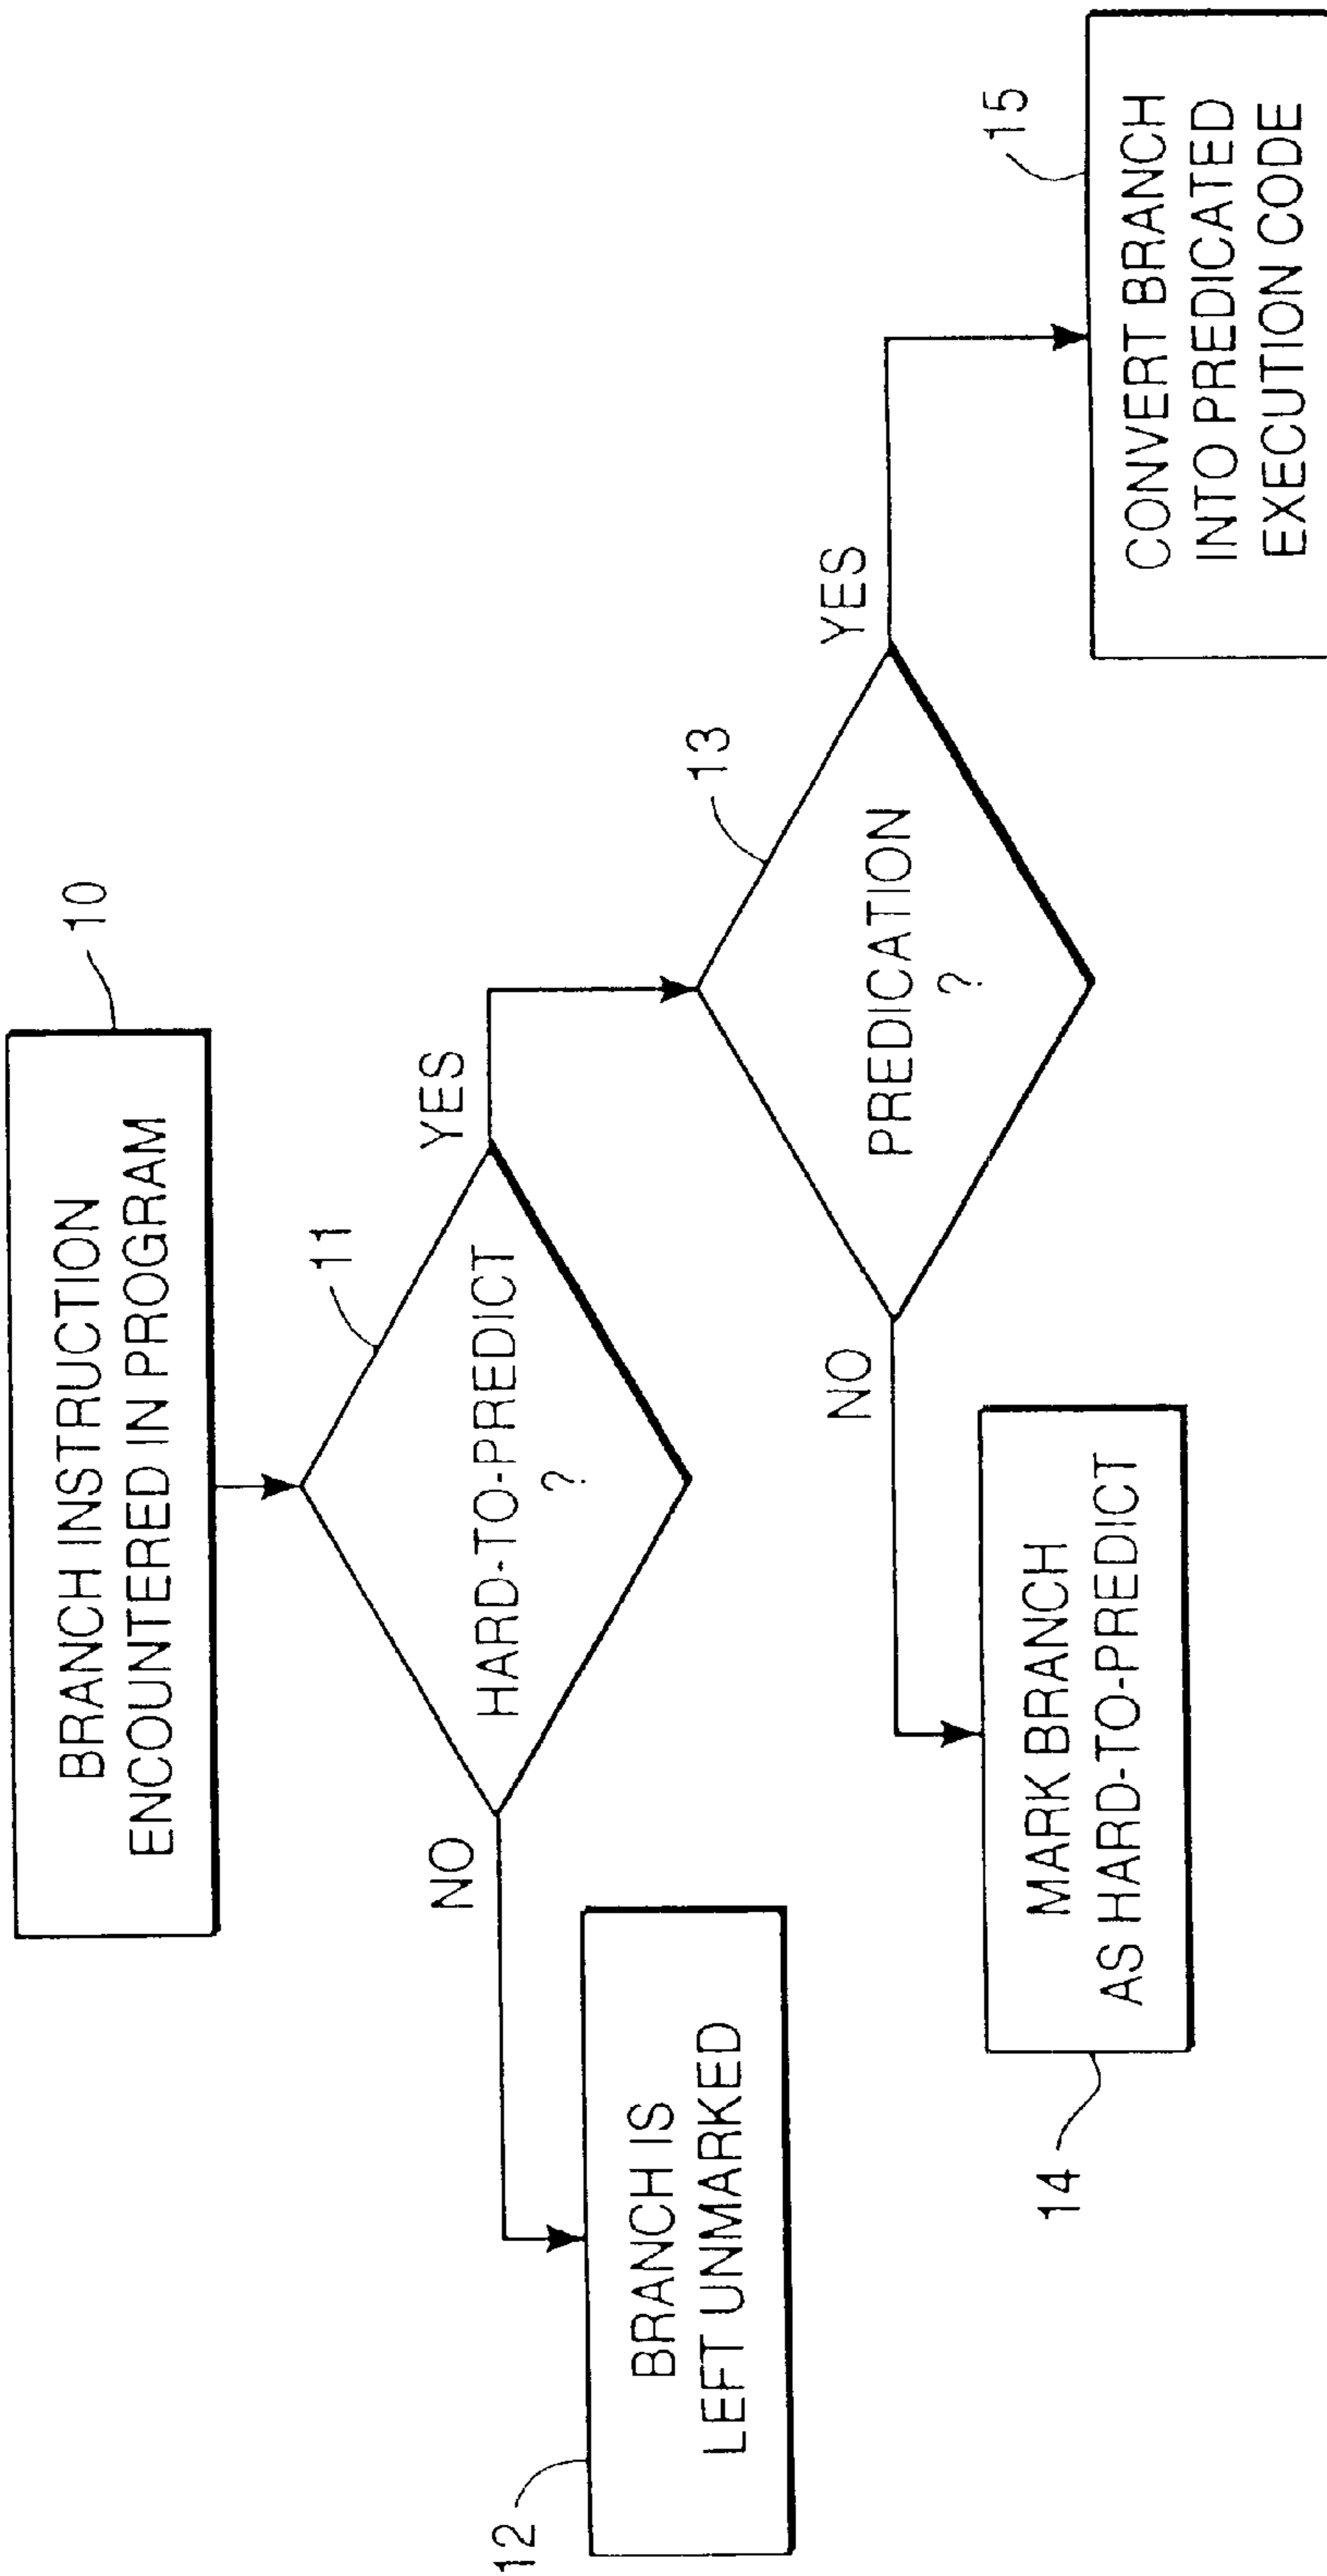 BRANCH INSTRUCTION
ENCOUNTERED IN PROGRAM
10
HARD-TO-PREDICT
?
11
NO
YES
BRANCH IS
LEFT UNMARKED
12
PREDICATION
?
13
NO
YES
MARK BRANCH
AS HARD-TO-PREDICT
14
CONVERT BRANCH
INTO PREDICATED
EXECUTION CODE
15